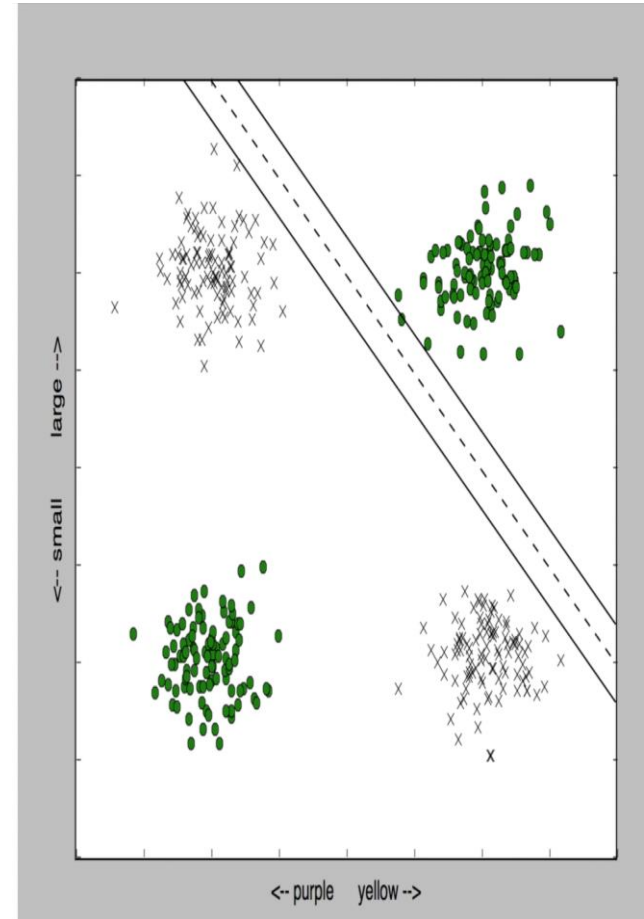 <-- small     large -->
<-- purple     yellow -->